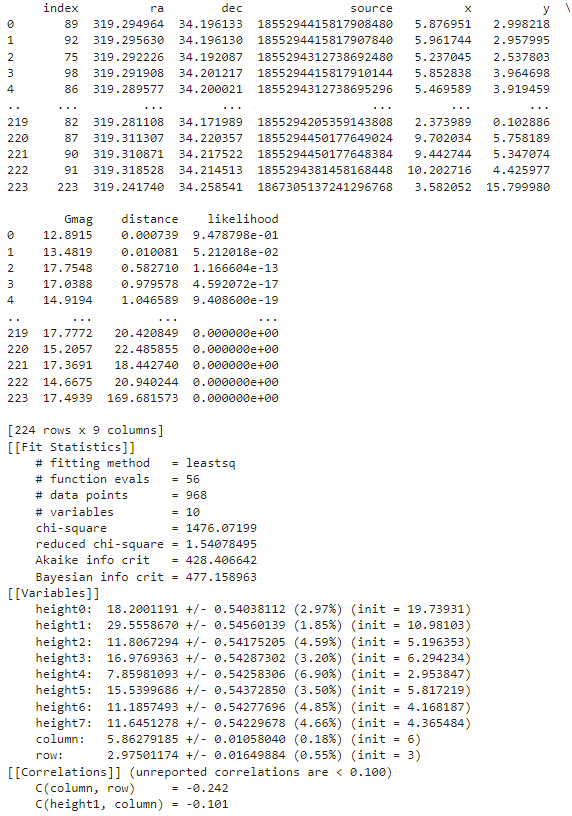 index ra dec source x y \
0 89 319.294964 34.196133 1855294415817908480 5.876951 2.998218
1 92 319.295630 34.196130 1855294415817907840 5.961744 2.957995
2 75 319.292226 34.192087 1855294312738692480 5.237045 2.537803
3 98 319.291908 34.201217 1855294415817910144 5.852838 3.964698
4 86 319.289577 34.200021 1855294312738695296 5.469589 3.919459
.. ... ... ... ... ... ...
219 82 319.281108 34.171989 1855294205359143808 2.373989 0.102886
220 87 319.311307 34.220357 1855294450177649024 9.702034 5.758189
221 90 319.310871 34.217522 1855294450177648384 9.442744 5.347074
222 91 319.318528 34.214513 1855294381458168448 10.202716 4.425977
223 223 319.241740 34.258541 1867305137241296768 3.582052 15.799980
Gmag distance likelihood
0 12.8915 0.000739 9.478798e-01
1 13.4819 0.010081 5.212018e-02
2 17.7548 0.582710 1.166604e-13
3 17.0388 0.979578 4.592072e-17
4 14.9194 1.046589 9.408600e-19
.. ... ... ...
219 17.7772 20.420849 0.000000e+00
220 15.2057 22.485855 0.000000e+00
221 17.3691 18.442740 0.000000e+00
222 14.6675 20.940244 0.000000e+00
223 17.4939 169.681573 0.000000e+00
[224 rows x 9 columns]
[[Fit Statistics]]
# fitting method = leastsq
# function evals = 56
# data points = 968
# variables = 10
chi-square = 1476.07199
reduced chi-square = 1.54078495
Akaike info crit = 428.406642
Bayesian info crit = 477.158963
[[Variables]]
height0: 18.2001191 +/- 0.54038112 (2.97%) (init = 19.73931)
height1: 29.5558670 +/- 0.54560139 (1.85%) (init = 10.98103)
height2: 11.8067294 +/- 0.54175205 (4.59%) (init = 5.196353)
height3: 16.9769363 +/- 0.54287302 (3.20%) (init = 6.294234)
height4: 7.85981093 +/- 0.54258306 (6.90%) (init = 2.953847)
height5: 15.5399686 +/- 0.54372850 (3.50%) (init = 5.817219)
height6: 11.1857493 +/- 0.54277696 (4.85%) (init = 4.168187)
height7: 11.6451278 +/- 0.54229678 (4.66%) (init = 4.365484)
column: 5.86279185 +/- 0.01058040 (0.18%) (init = 6)
row: 2.97501174 +/- 0.01649884 (0.55%) (init = 3)
[[Correlations]] (unreported correlations are < 0.100)
C(column, row) = -0.242
C(height1, column) = -0.101